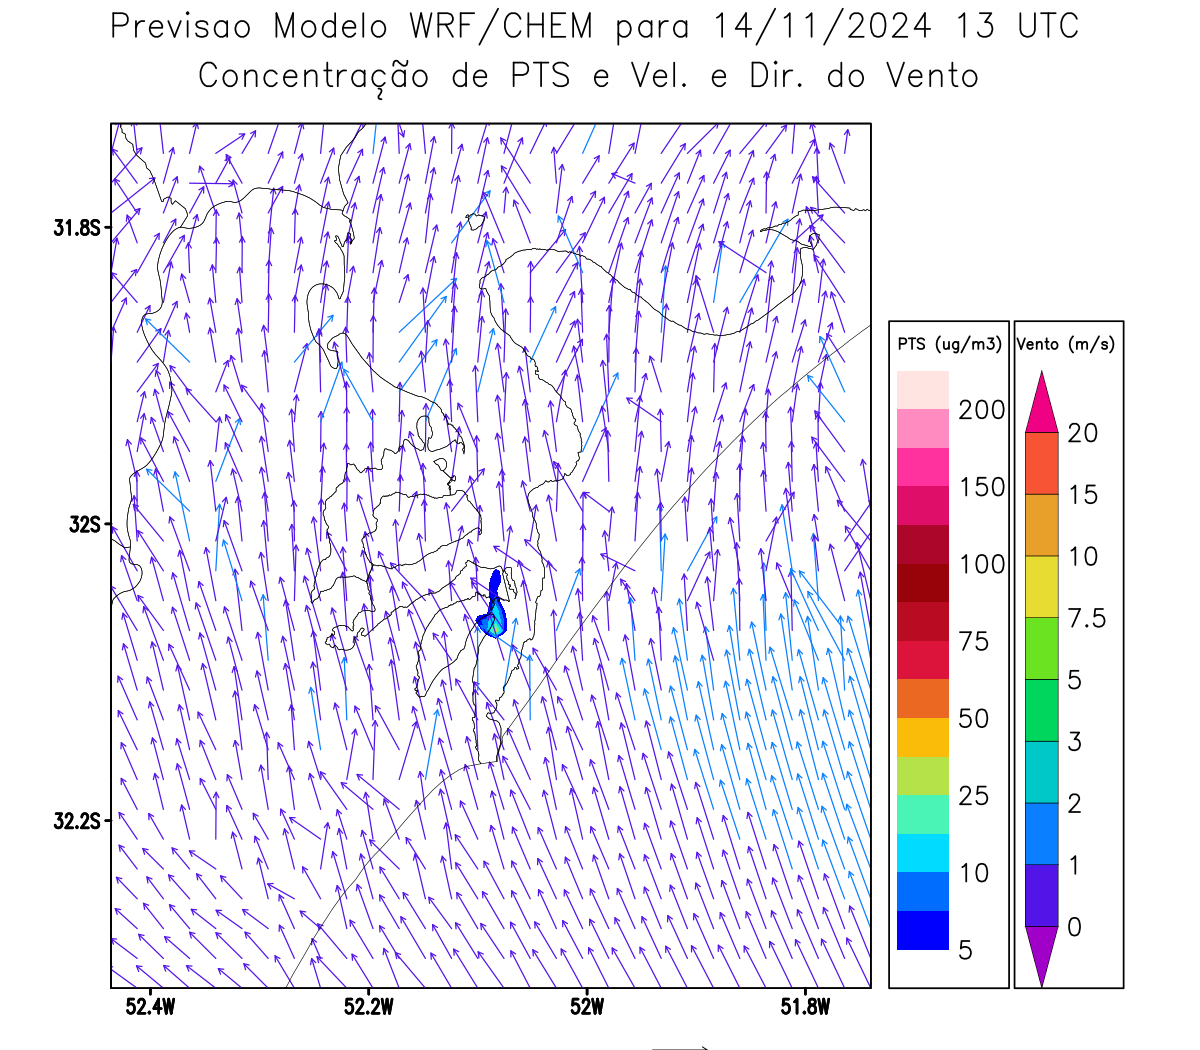 Previsao Modelo WRF/CHEM para 14/11/2024 13 UTC
Concentração de PTS e Vel. e Dir. do Vento
31.8S
32S
32.2S
52.4W
52.2W
52W
51.8W
PTS (ug/m3)
200
150
100
75
50
25
10
5
Vento (m/s)
20
15
10
7.5
5
3
2
1
0